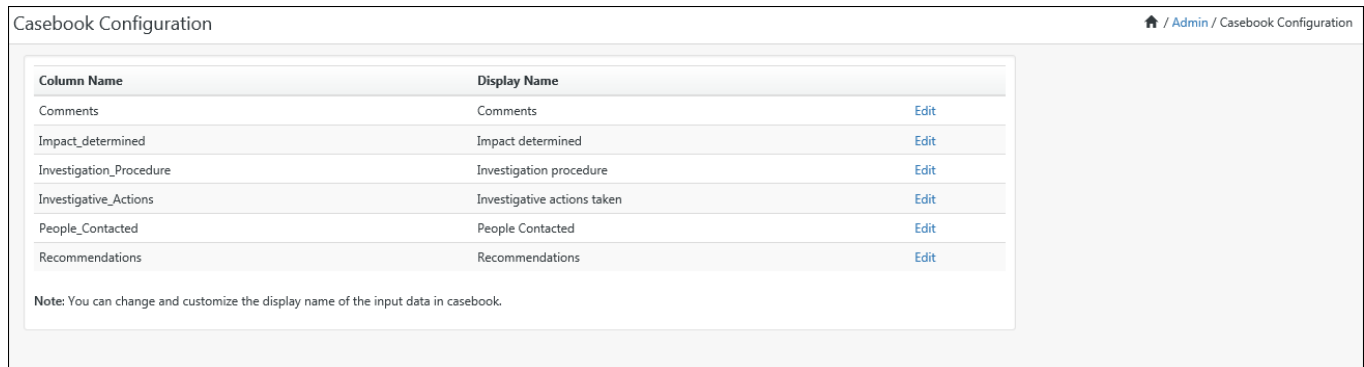 Casebook Configuration
/ Admin / Casebook Configuration
Column Name Display Name
Comments Comments Edit
Impact_determined Impact determined Edit
Investigation_Procedure Investigation procedure Edit
Investigative_Actions Investigative actions taken Edit
People_Contacted People Contacted Edit
Recommendations Recommendations Edit
Note: You can change and customize the display name of the input data in casebook.